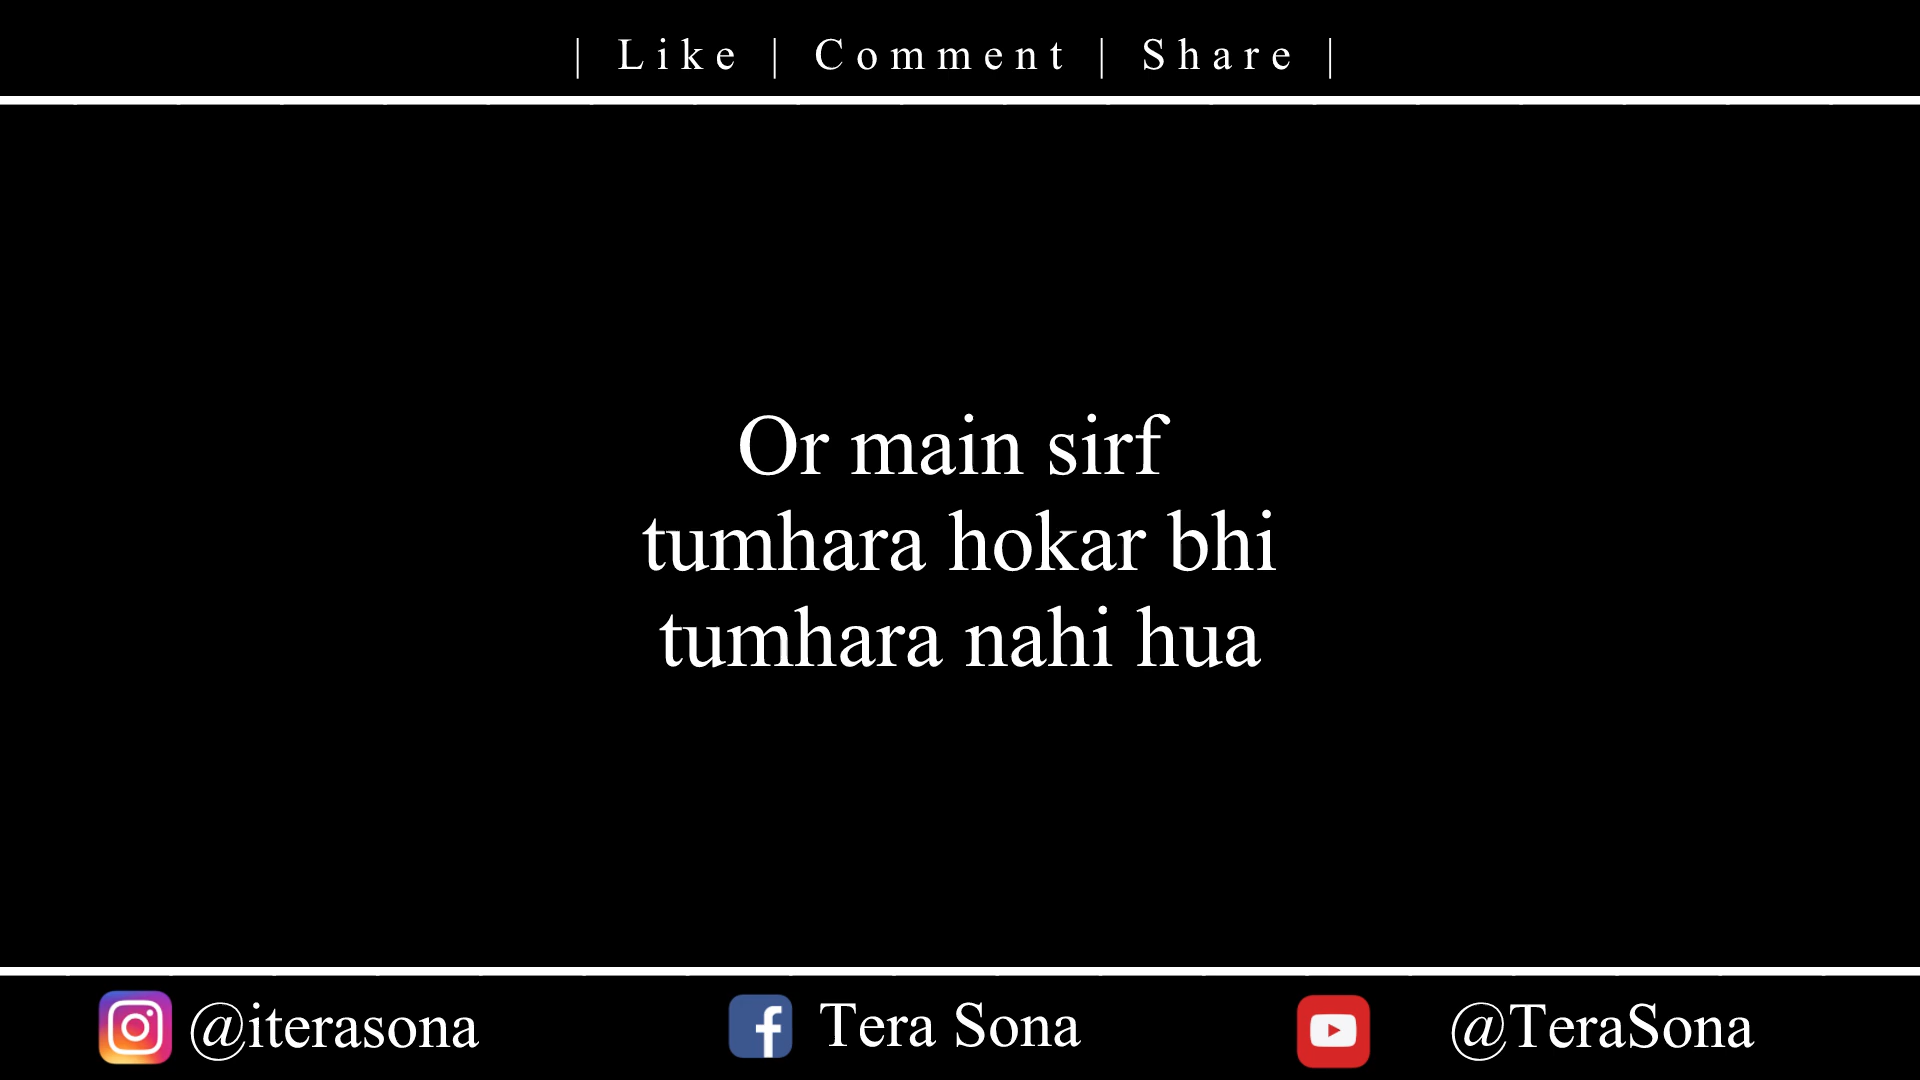 | Like | Comment | Share |
Or main sirf
tumhara hokar bhi
tumhara nahi hua
@iterasona
Tera Sona
@TeraSona